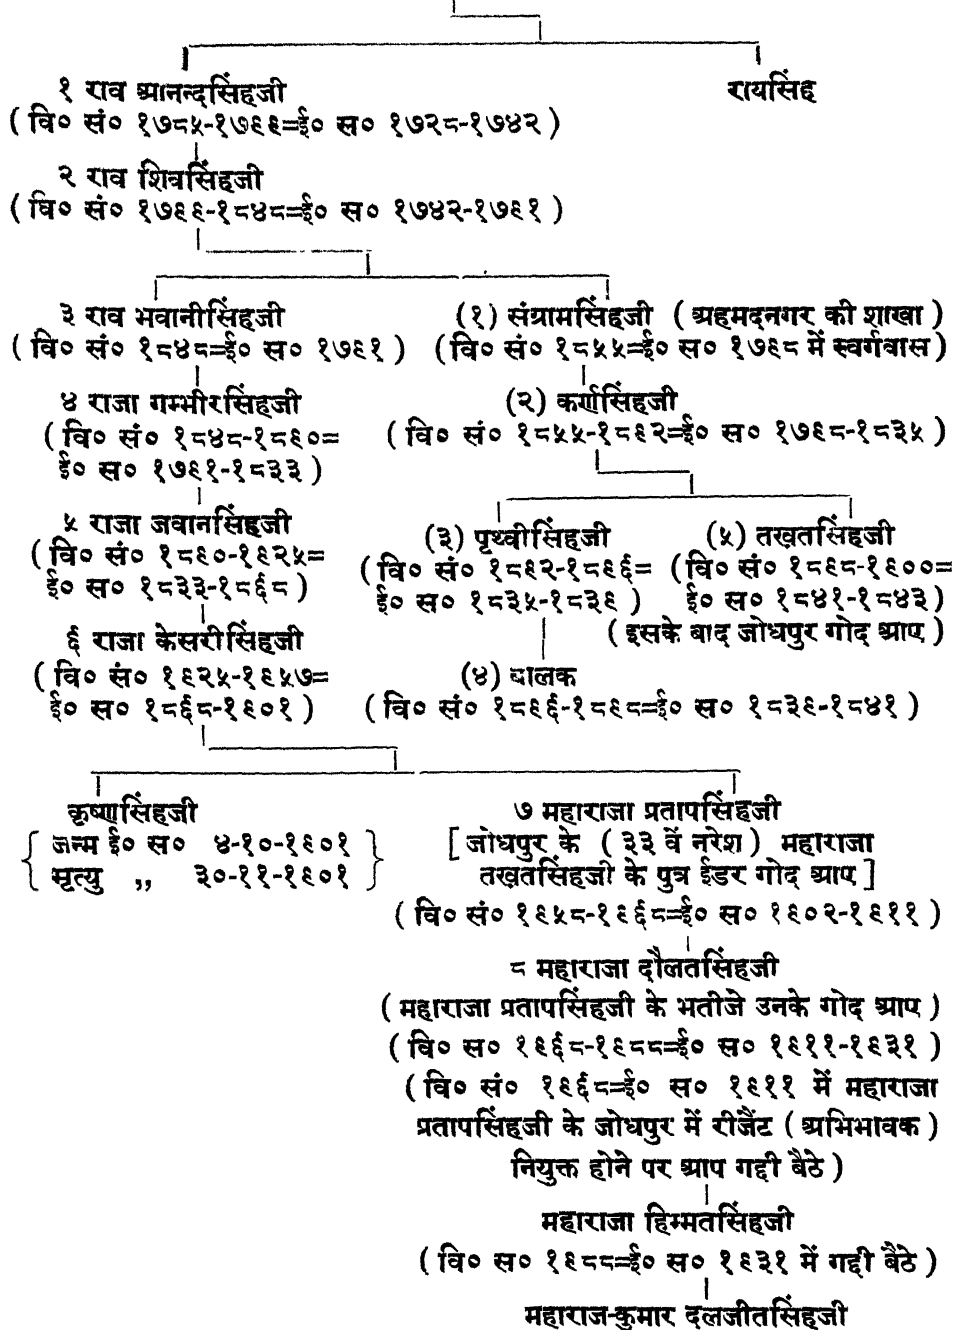 १ राव आनन्दसिंहजी
रायसिंह
( वि० सं० १७८५-१७९९=ई० स० १७२८-१७४२ )
२ राव शिवसिंहजी
( वि० सं० १७९९-१८४८=ई० स० १७४२-१७९१ )
३ राव भवानीसिंहजी
( वि० सं० १८४८=ई० स० १७९१ )
(१) संग्रामसिंहजी ( अहमदनगर की शाखा )
(वि० सं० १८५५=ई० स० १७९८ में स्वर्गवास )
४ राजा गम्भीरसिंहजी
( वि० सं० १८४८-१८९०=
ई० स० १७९१-१८३३ )
(२) कर्णसिंहजी
( वि० सं० १८५५-१८९२=ई० स० १७९८-१८३५ )
५ राजा जवानसिंहजी
( वि० सं० १८९०-१९२५=
ई० स० १८३३-१८६८ )
(३) पृथ्वीसिंहजी
( वि० सं० १८९२-१८९६=
ई० स० १८३५-१८३९ )
(५) तखतसिंहजी
(वि० सं० १८९८-१९००=
ई० स० १८४१-१८४३)
( इसके बाद जोधपुर गोद आए )
६ राजा केसरीसिंहजी
( वि० सं० १९२५-१९५७=
ई० स० १८६८-१९०१ )
(४) बालक
( वि० सं० १८९६-१८९८=ई० स० १८३९-१८४१ )
कृष्णसिंहजी
{ जन्म ई० स० ४-१०-१९०१ }
{ मृत्यु ,, ३०-११-१९०१ }
७ महाराजा प्रतापसिंहजी
[ जोधपुर के ( ३३ वें नरेश ) महाराजा
तखतसिंहजी के पुत्र ईडर गोद आए ]
( वि० सं० १९५८-१९६८=ई० स० १९०२-१९११ )
८ महाराजा दौलतसिंहजी
( महाराजा प्रतापसिंहजी के भतीजे उनके गोद आए )
( वि० स० १९६८-१९८८=ई० स० १९११-१९३१ )
( वि० सं० १९६८=ई० स० १९११ में महाराजा
प्रतापसिंहजी के जोधपुर में रीजैंट ( अभिभावक )
नियुक्त होने पर आप गद्दी बैठे )
महाराजा हिम्मतसिंहजी
( वि० स० १९८८=ई० स० १९३१ में गद्दी बैठे )
महाराज-कुमार दलजीतसिंहजी